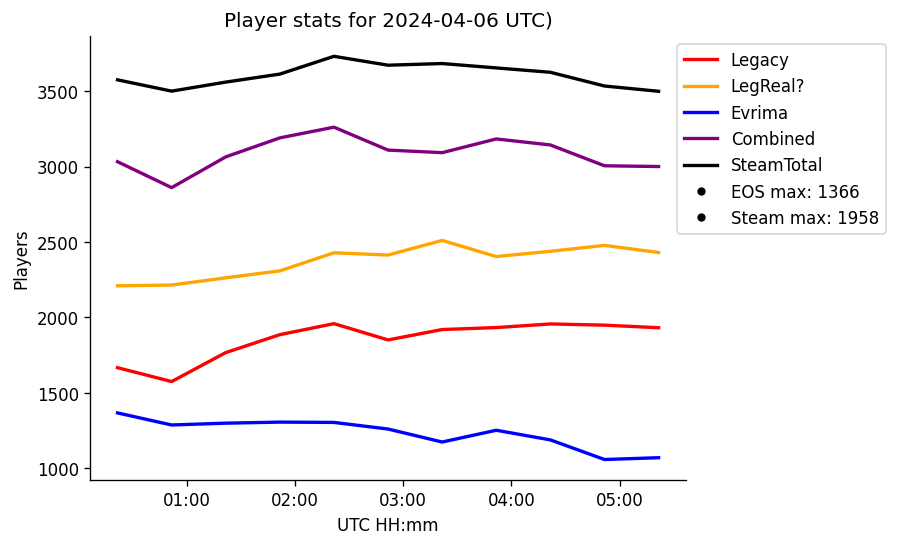 Player stats for 2024-04-06 UTC)
Legacy
LegReal?
Evrima
Combined
SteamTotal
EOS max: 1366
Steam max: 1958
Players
3500
3000
2500
2000
1500
1000
01:00 02:00 03:00 04:00 05:00
UTC HH:mm